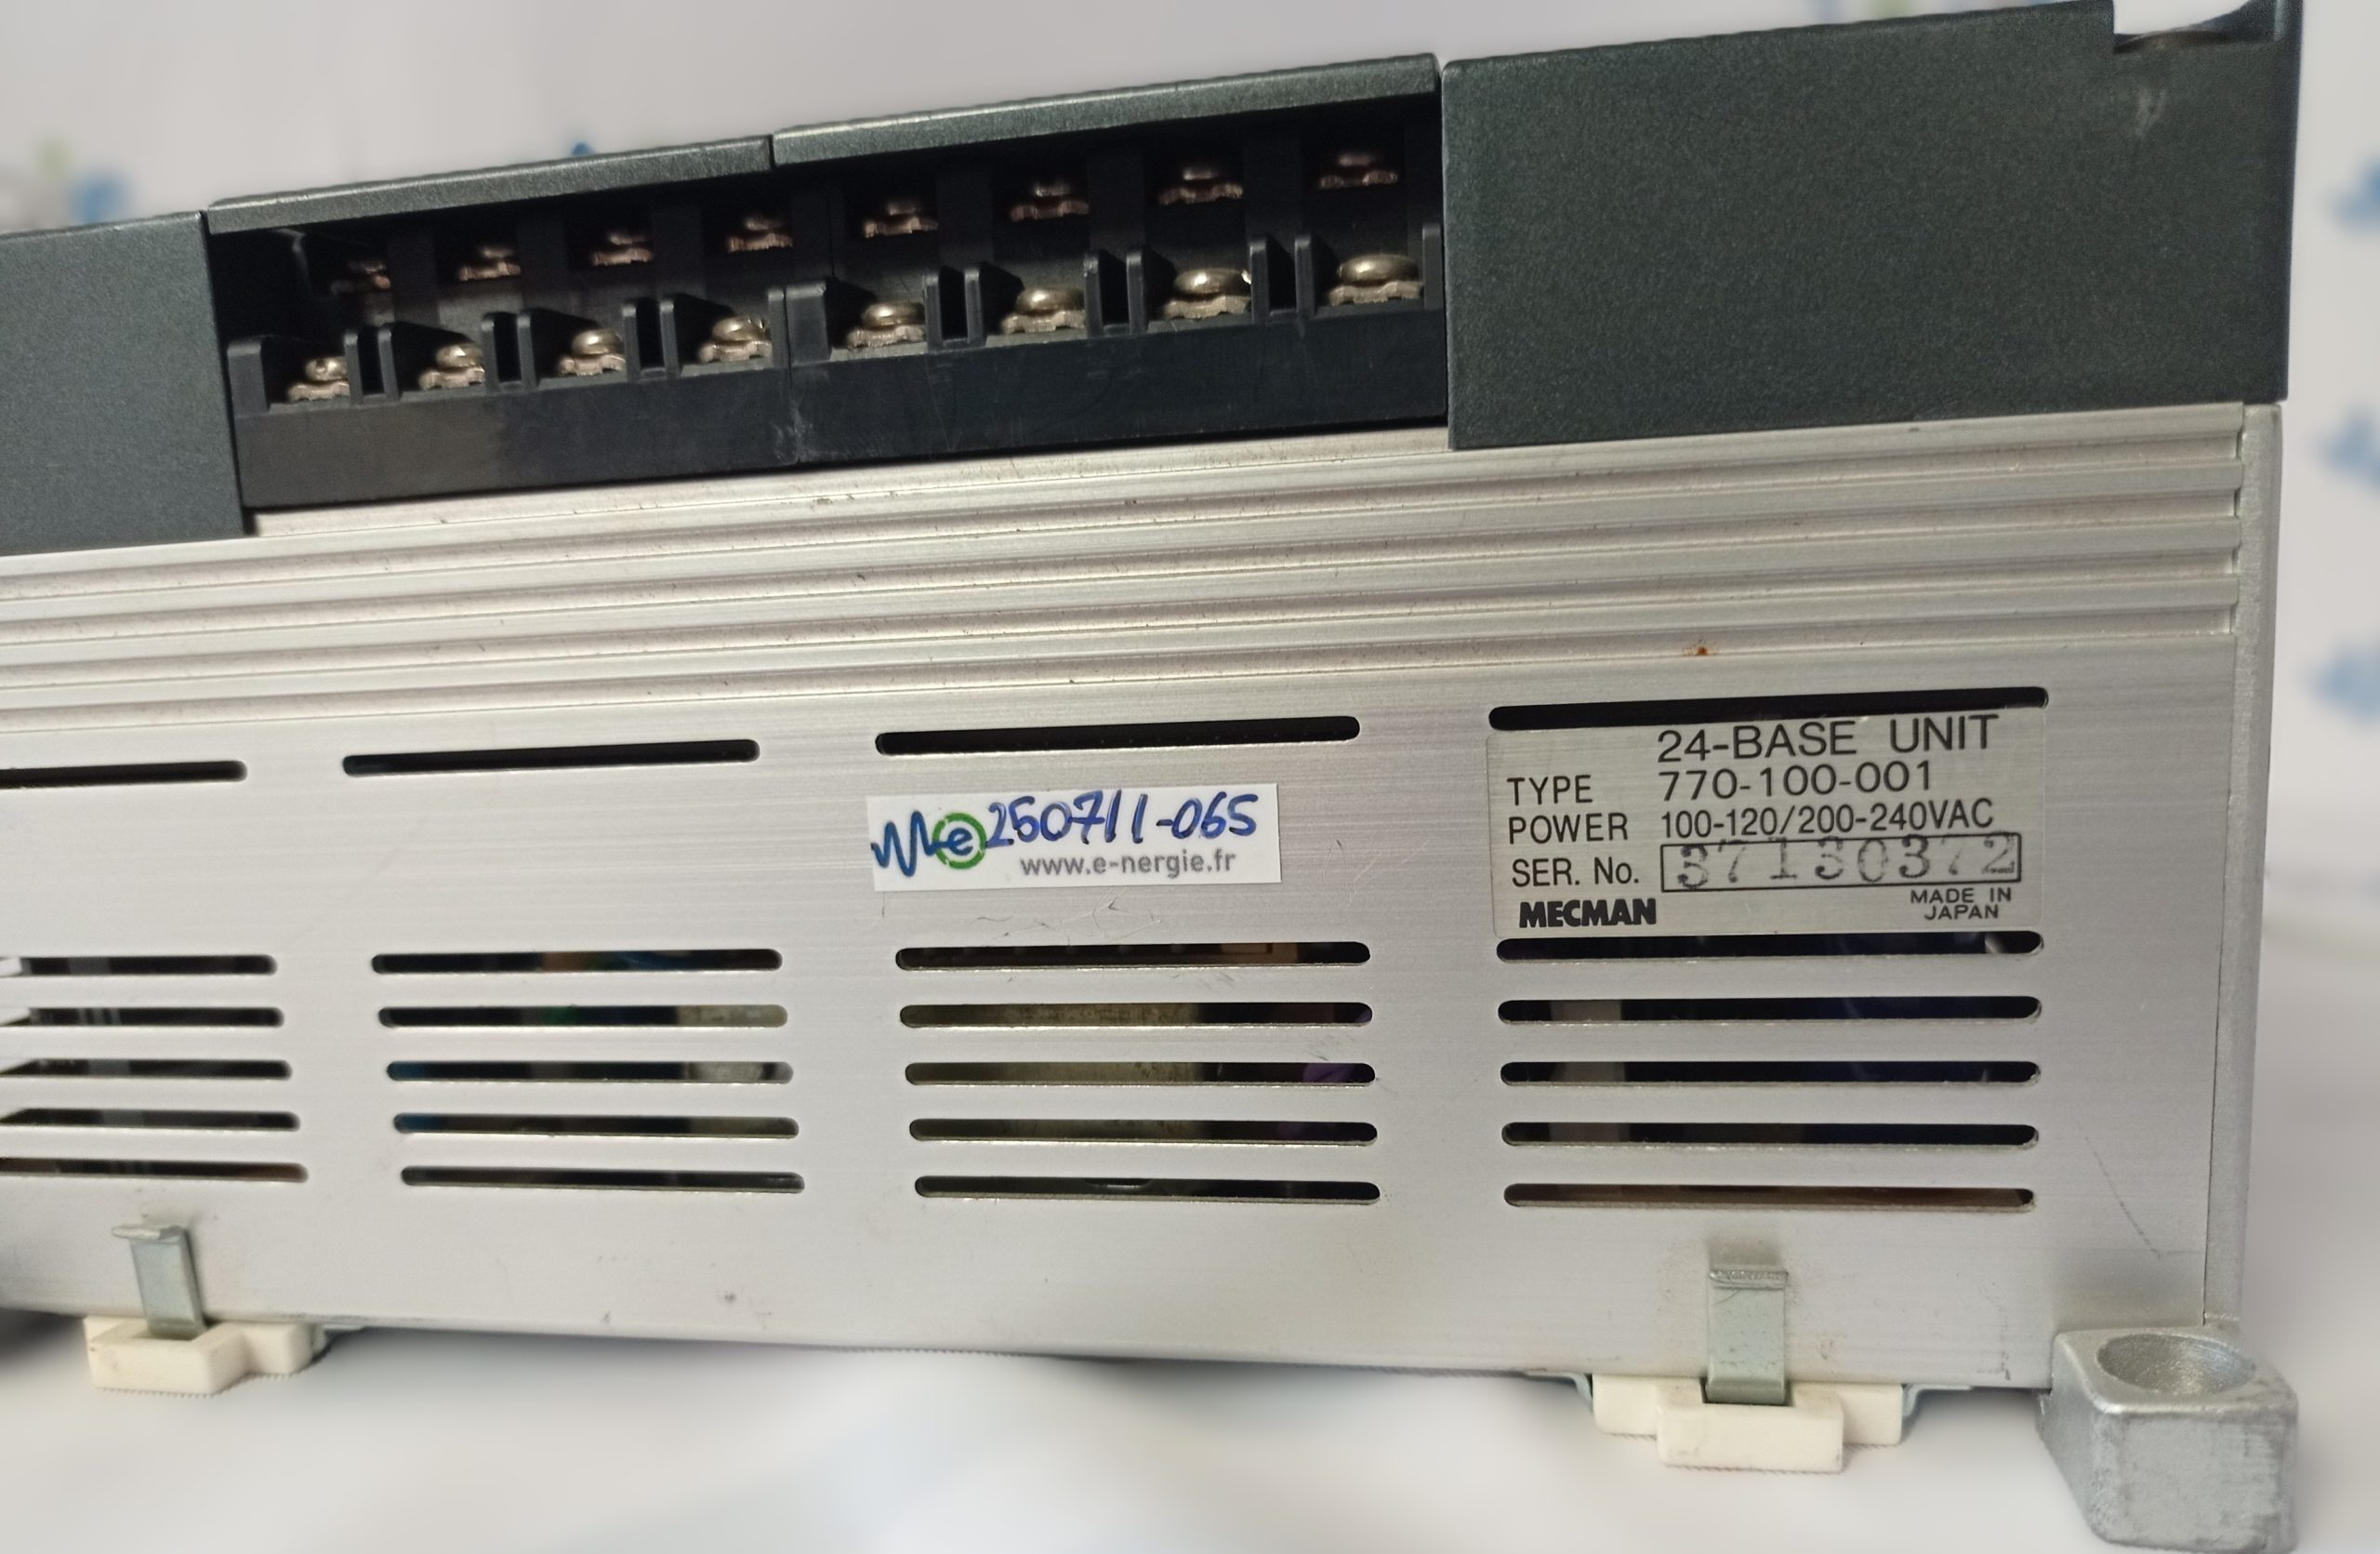 Me 250711-065
www.e-nergie.fr
24-BASE UNIT
TYPE 770-100-001
POWER 100-120/200-240VAC
SER. No. 37130372
MECMAN
MADE IN
JAPAN